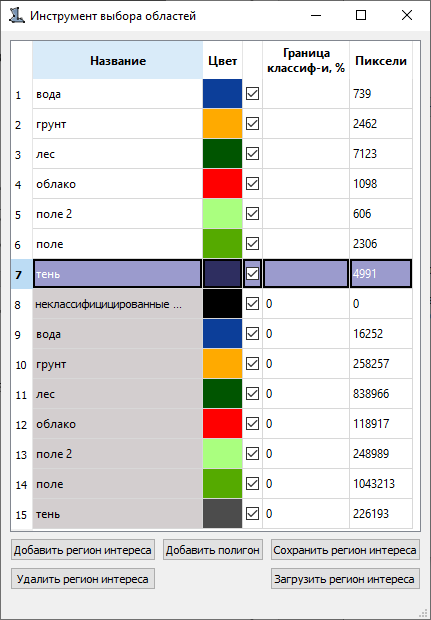 Инструмент выбора областей
Название Цвет Граница классиф-и, % Пиксели
1 вода 739
2 грунт 2462
3 лес 7123
4 облако 1098
5 поле 2 606
6 поле 2306
7 тень 4991
8 неклассифицицированные ... 0 0
9 вода 0 16252
10 грунт 0 258257
11 лес 0 838966
12 облако 0 118917
13 поле 2 0 248989
14 поле 0 1043213
15 тень 0 226193
Добавить регион интереса Добавить полигон Сохранить регион интереса
Удалить регион интереса Загрузить регион интереса